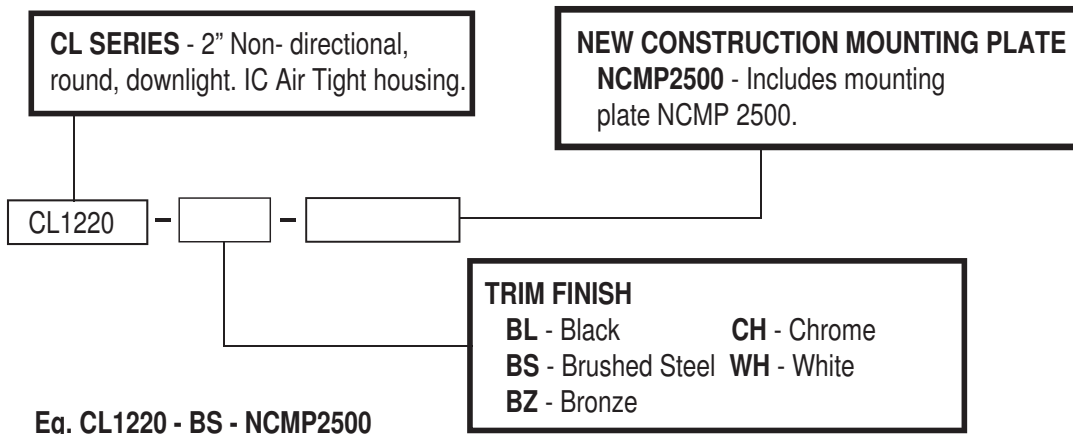 CL SERIES - 2” Non- directional,
round, downlight. IC Air Tight housing.
NEW CONSTRUCTION MOUNTING PLATE
NCMP2500 - Includes mounting
plate NCMP 2500.
CL1220 - -
TRIM FINISH
BL - Black CH - Chrome
BS - Brushed Steel WH - White
BZ - Bronze
Eg. CL1220 - BS - NCMP2500